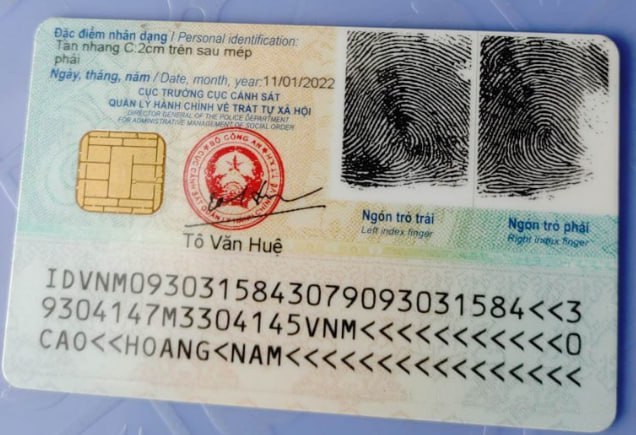 Đặc điểm nhân dạng / Personal identification:
Tàn nhang C:2cm trên sau mép
phải
Ngày, tháng, năm / Date, month, year: 11/01/2022
CỤC TRƯỞNG CỤC CẢNH SÁT
QUẢN LÝ HÀNH CHÍNH VỀ TRẬT TỰ XÃ HỘI
DIRECTOR GENERAL OF THE POLICE DEPARTMENT
FOR ADMINISTRATIVE MANAGEMENT OF SOCIAL ORDER
BỘ CÔNG AN
Tô Văn Huệ
Ngón trỏ trái
Left index finger
Ngón trỏ phải
Right index finger
IDVNM0930315843079093031584<<3
9304147M3304145VNM<<<<<<<<<<<0
CAO<<HOANG<NAM<<<<<<<<<<<<<<<<